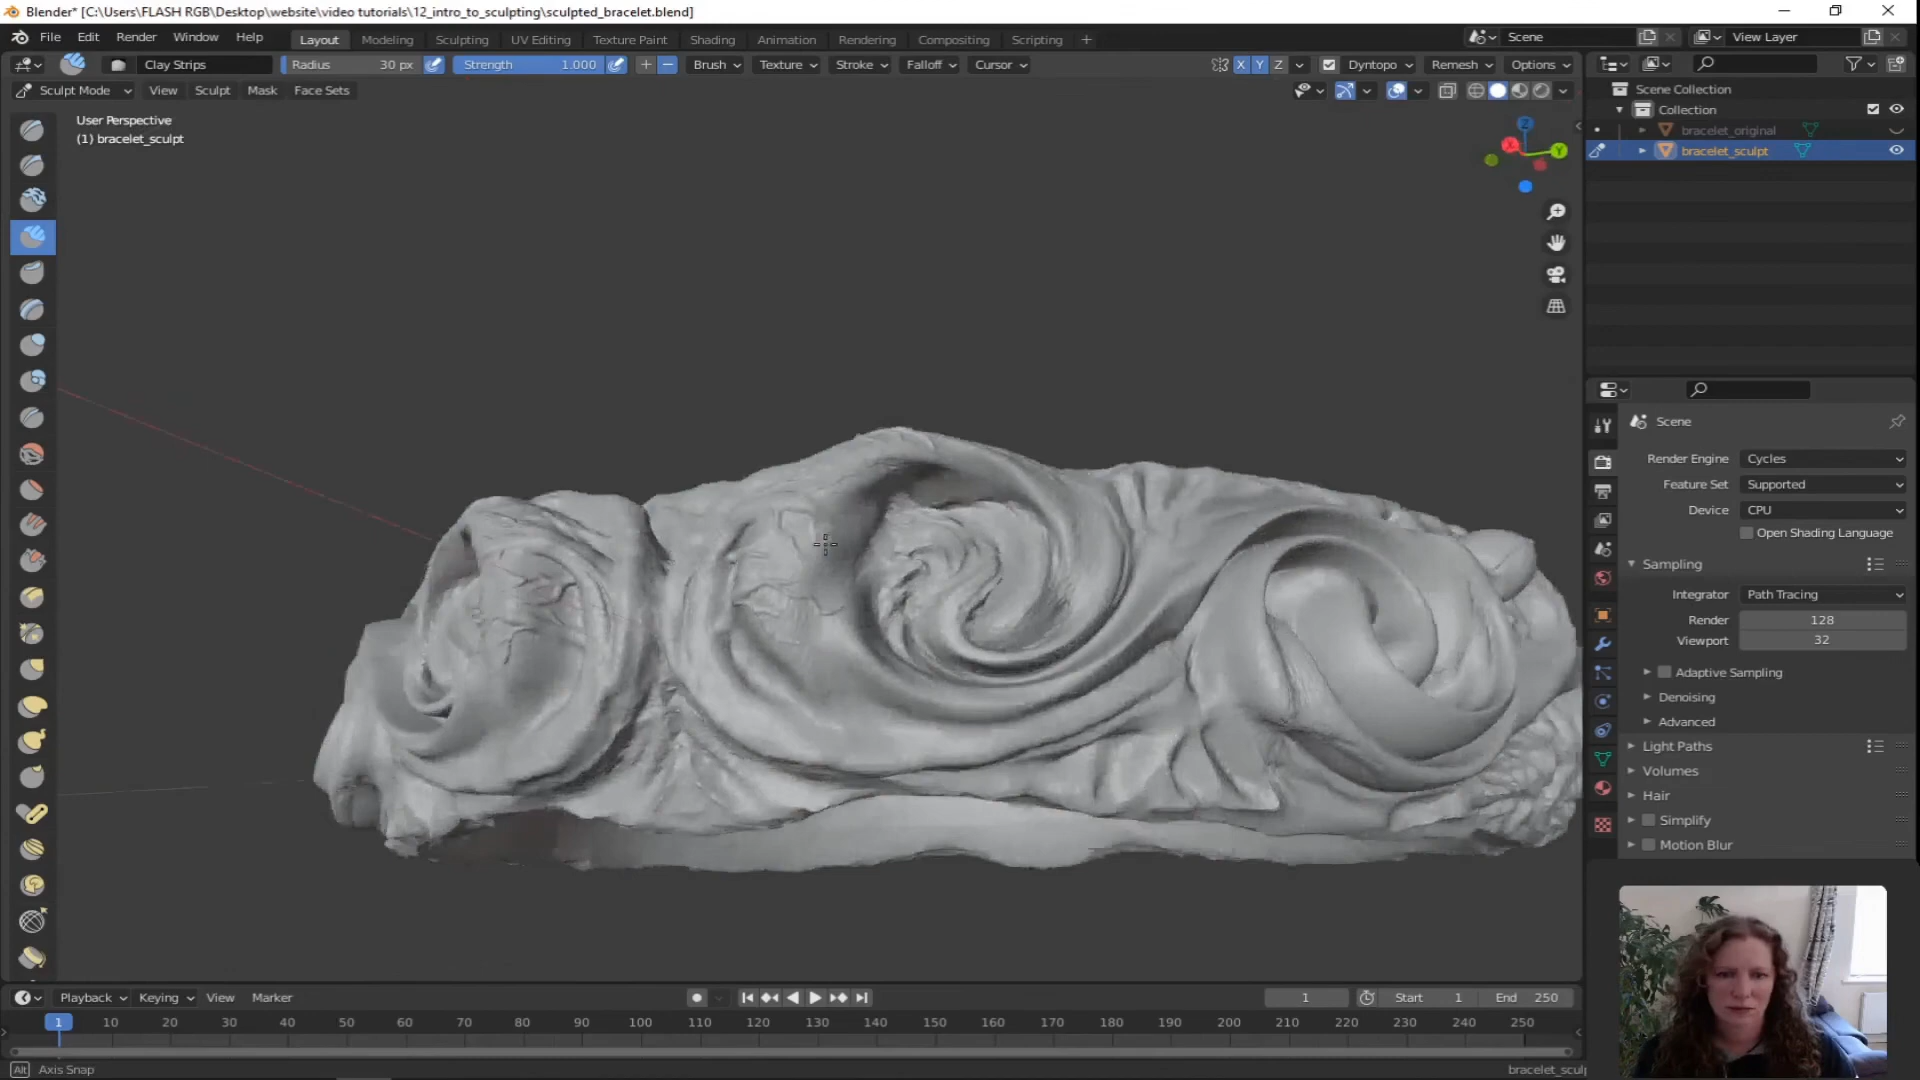 Blender* [C:\Users\FLASH RGB\Desktop\website\video tutorials\12_intro_to_sculpting\sculpted_bracelet.blend]
File Edit Render Window Help Layout Modeling Sculpting UV Editing Texture Paint Shading Animation Rendering Compositing Scripting + Scene View Layer
Clay Strips Radius 30 px Strength 1.000 + − Brush Texture Stroke Falloff Cursor X Y Z Dyntopo Remesh Options
Sculpt Mode View Sculpt Mask Face Sets
User Perspective
(1) bracelet_sculpt
Z
X
Y
Scene Collection
Collection
bracelet_original
bracelet_sculpt
Scene
Render Engine Cycles
Feature Set Supported
Device CPU
Open Shading Language
Sampling
Integrator Path Tracing
Render 128
Viewport 32
Adaptive Sampling
Denoising
Advanced
Light Paths
Volumes
Hair
Simplify
Motion Blur
Playback Keying View Marker 1 Start 1 End 250
1 10 20 30 40 50 60 70 80 90 100 110 120 130 140 150 160 170 180 190 200 210 220 230 240 250
Alt Axis Snap bracelet_scul